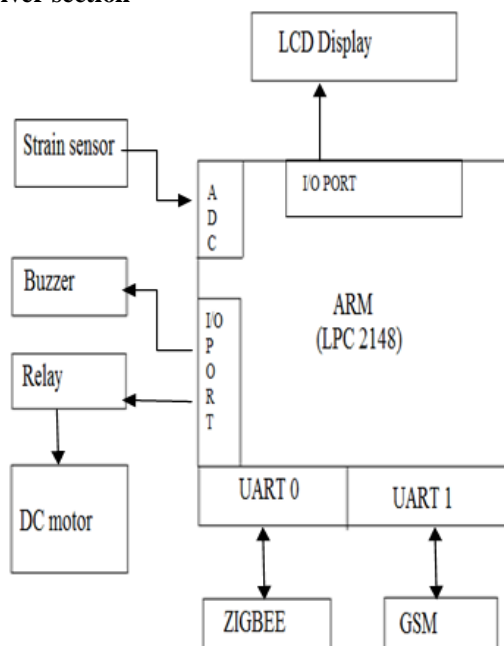 LCD Display
Strain sensor
A
D
C
I/O PORT
Buzzer
I/O
P
O
R
T
ARM
(LPC 2148)
Relay
DC motor
UART 0
UART 1
ZIGBEE
GSM